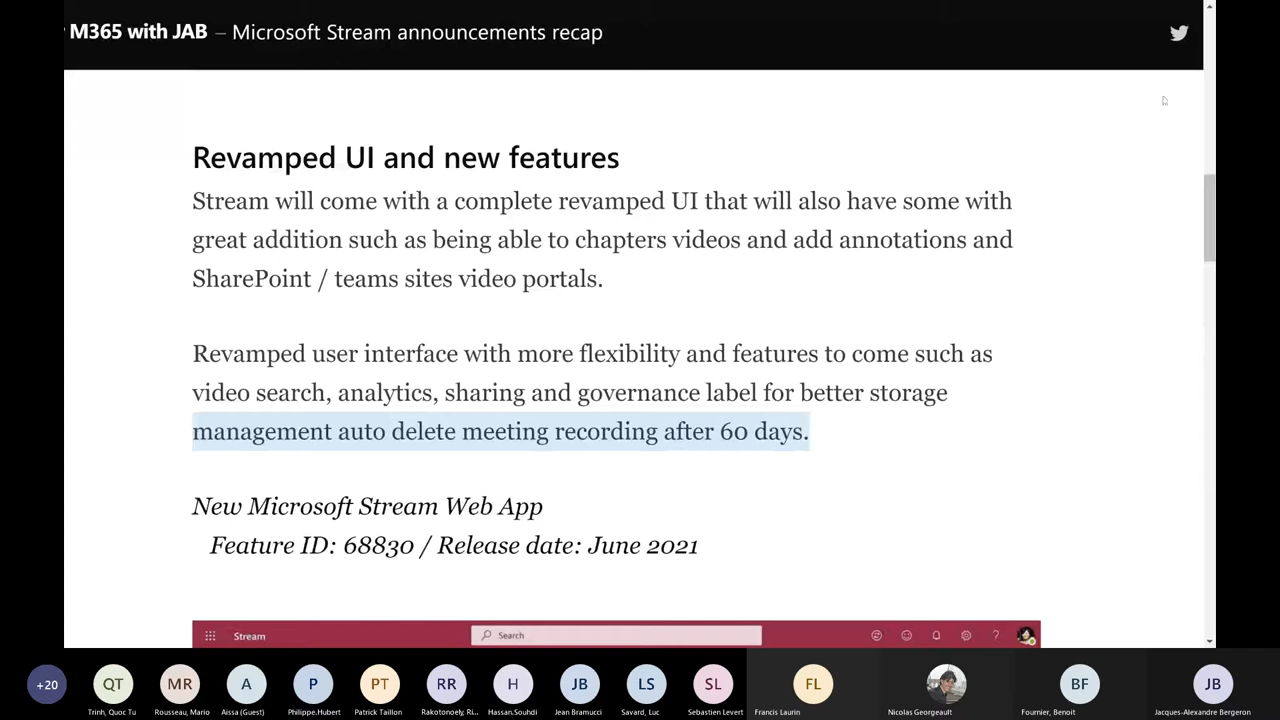 M365 with JAB – Microsoft Stream announcements recap
Revamped UI and new features
Stream will come with a complete revamped UI that will also have some with
great addition such as being able to chapters videos and add annotations and
SharePoint / teams sites video portals.
Revamped user interface with more flexibility and features to come such as
video search, analytics, sharing and governance label for better storage
management auto delete meeting recording after 60 days.
New Microsoft Stream Web App
Feature ID: 68830 / Release date: June 2021
Stream Search ?
+20 QT MR A P PT RR H JB LS SL FL BF JB
Trinh, Quoc Tu Rousseau, Mario Aissa (Guest) Philippe.Hubert Patrick Taillon Rakotonoely, Ri... Hassan.Souhdi Jean Bramucci Savard, Luc Sebastien Levert Francis Laurin Nicolas Georgeault Fournier, Benoit Jacques-Alexandre Bergeron